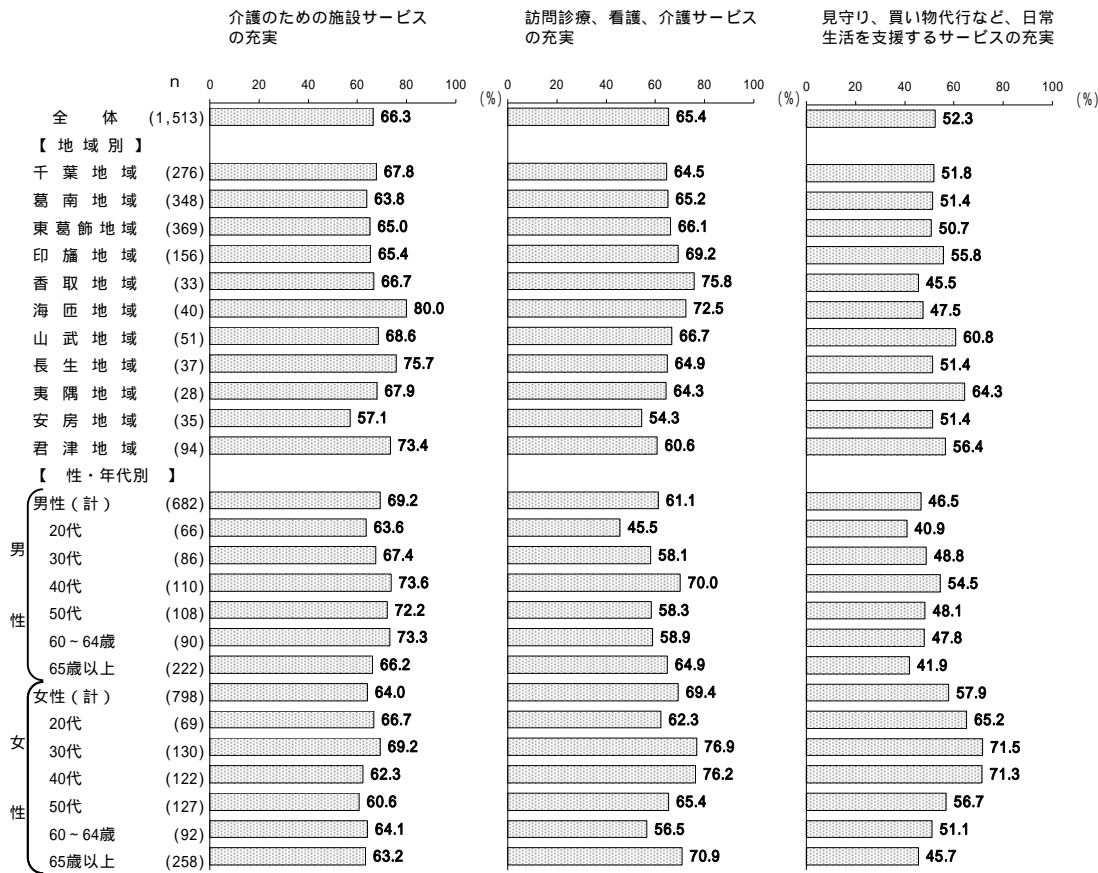 介護のための施設サービス
の充実
訪問診療、看護、介護サービス
の充実
見守り、買い物代行など、日常
生活を支援するサービスの充実
n 0 20 40 60 80 100 (%) 0 20 40 60 80 100 (%) 0 20 40 60 80 100 (%)
全体 (1,513) 66.3 65.4 52.3
【地域別】
千葉地域 (276) 67.8 64.5 51.8
葛南地域 (348) 63.8 65.2 51.4
東葛飾地域 (369) 65.0 66.1 50.7
印旛地域 (156) 65.4 69.2 55.8
香取地域 (33) 66.7 75.8 45.5
海匝地域 (40) 80.0 72.5 47.5
山武地域 (51) 68.6 66.7 60.8
長生地域 (37) 75.7 64.9 51.4
夷隅地域 (28) 67.9 64.3 64.3
安房地域 (35) 57.1 54.3 51.4
君津地域 (94) 73.4 60.6 56.4
【性・年代別】
男性
男性(計) (682) 69.2 61.1 46.5
20代 (66) 63.6 45.5 40.9
30代 (86) 67.4 58.1 48.8
40代 (110) 73.6 70.0 54.5
50代 (108) 72.2 58.3 48.1
60~64歳 (90) 73.3 58.9 47.8
65歳以上 (222) 66.2 64.9 41.9
女性
女性(計) (798) 64.0 69.4 57.9
20代 (69) 66.7 62.3 65.2
30代 (130) 69.2 76.9 71.5
40代 (122) 62.3 76.2 71.3
50代 (127) 60.6 65.4 56.7
60~64歳 (92) 64.1 56.5 51.1
65歳以上 (258) 63.2 70.9 45.7